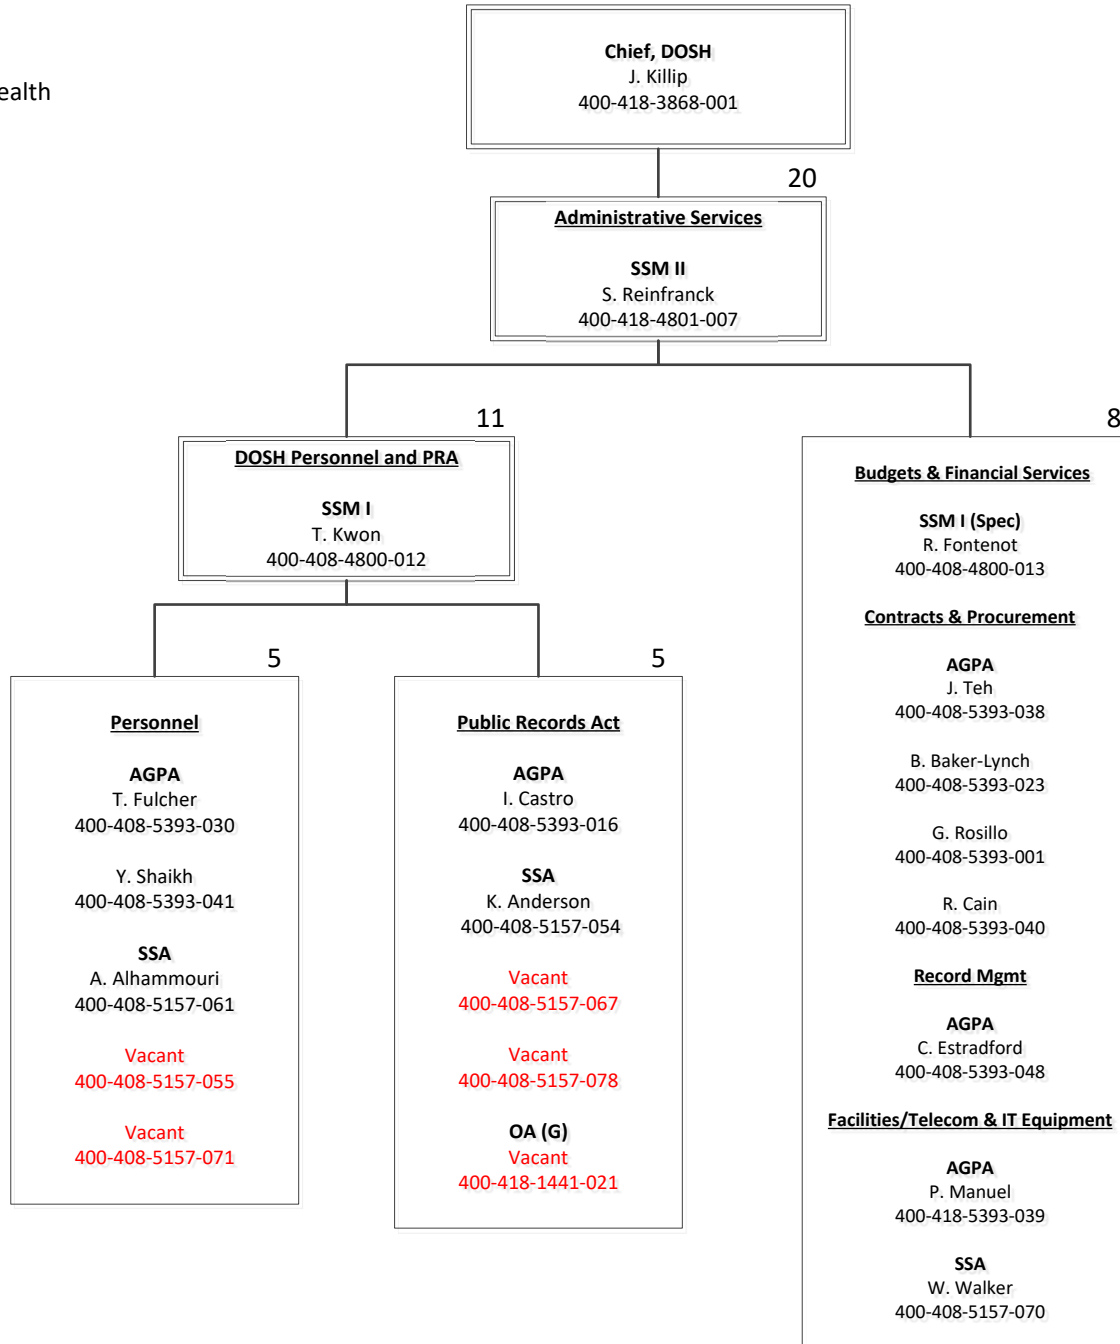 ealth
Chief, DOSH
J. Killip
400-418-3868-001
20
Administrative Services
SSM II
S. Reinfranck
400-418-4801-007
11
DOSH Personnel and PRA
SSM I
T. Kwon
400-408-4800-012
5
Personnel
AGPA
T. Fulcher
400-408-5393-030
Y. Shaikh
400-408-5393-041
SSA
A. Alhammouri
400-408-5157-061
Vacant
400-408-5157-055
Vacant
400-408-5157-071
5
Public Records Act
AGPA
I. Castro
400-408-5393-016
SSA
K. Anderson
400-408-5157-054
Vacant
400-408-5157-067
Vacant
400-408-5157-078
OA (G)
Vacant
400-418-1441-021
8
Budgets & Financial Services
SSM I (Spec)
R. Fontenot
400-408-4800-013
Contracts & Procurement
AGPA
J. Teh
400-408-5393-038
B. Baker-Lynch
400-408-5393-023
G. Rosillo
400-408-5393-001
R. Cain
400-408-5393-040
Record Mgmt
AGPA
C. Estradford
400-408-5393-048
Facilities/Telecom & IT Equipment
AGPA
P. Manuel
400-418-5393-039
SSA
W. Walker
400-408-5157-070